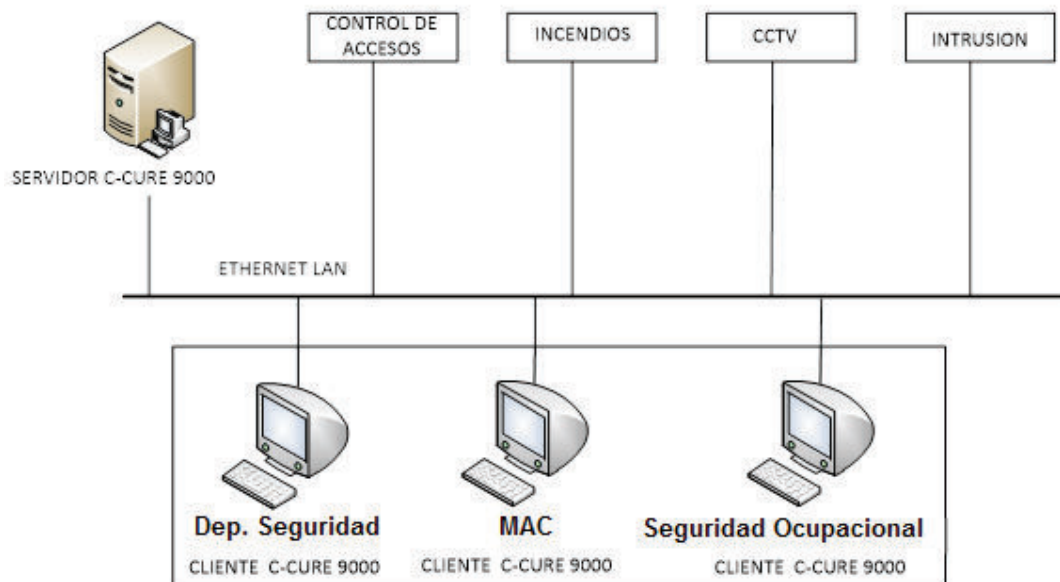 CONTROL DE
ACCESOS
INCENDIOS
CCTV
INTRUSION
SERVIDOR C-CURE 9000
ETHERNET LAN
Dep. Seguridad
MAC
Seguridad Ocupacional
CLIENTE C-CURE 9000
CLIENTE C-CURE 9000
CLIENTE C-CURE 9000